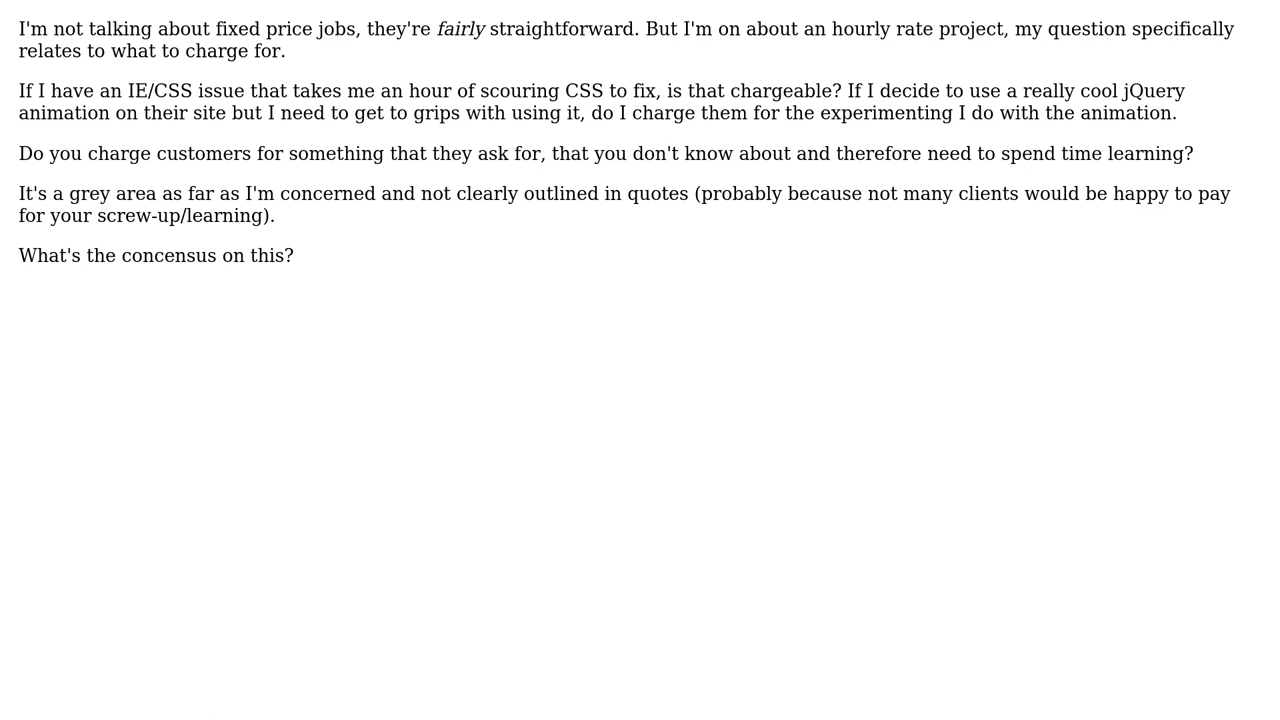 I'm not talking about fixed price jobs, they're fairly straightforward. But I'm on about an hourly rate project, my question specifically
relates to what to charge for.
If I have an IE/CSS issue that takes me an hour of scouring CSS to fix, is that chargeable? If I decide to use a really cool jQuery
animation on their site but I need to get to grips with using it, do I charge them for the experimenting I do with the animation.
Do you charge customers for something that they ask for, that you don't know about and therefore need to spend time learning?
It's a grey area as far as I'm concerned and not clearly outlined in quotes (probably because not many clients would be happy to pay
for your screw-up/learning).
What's the concensus on this?